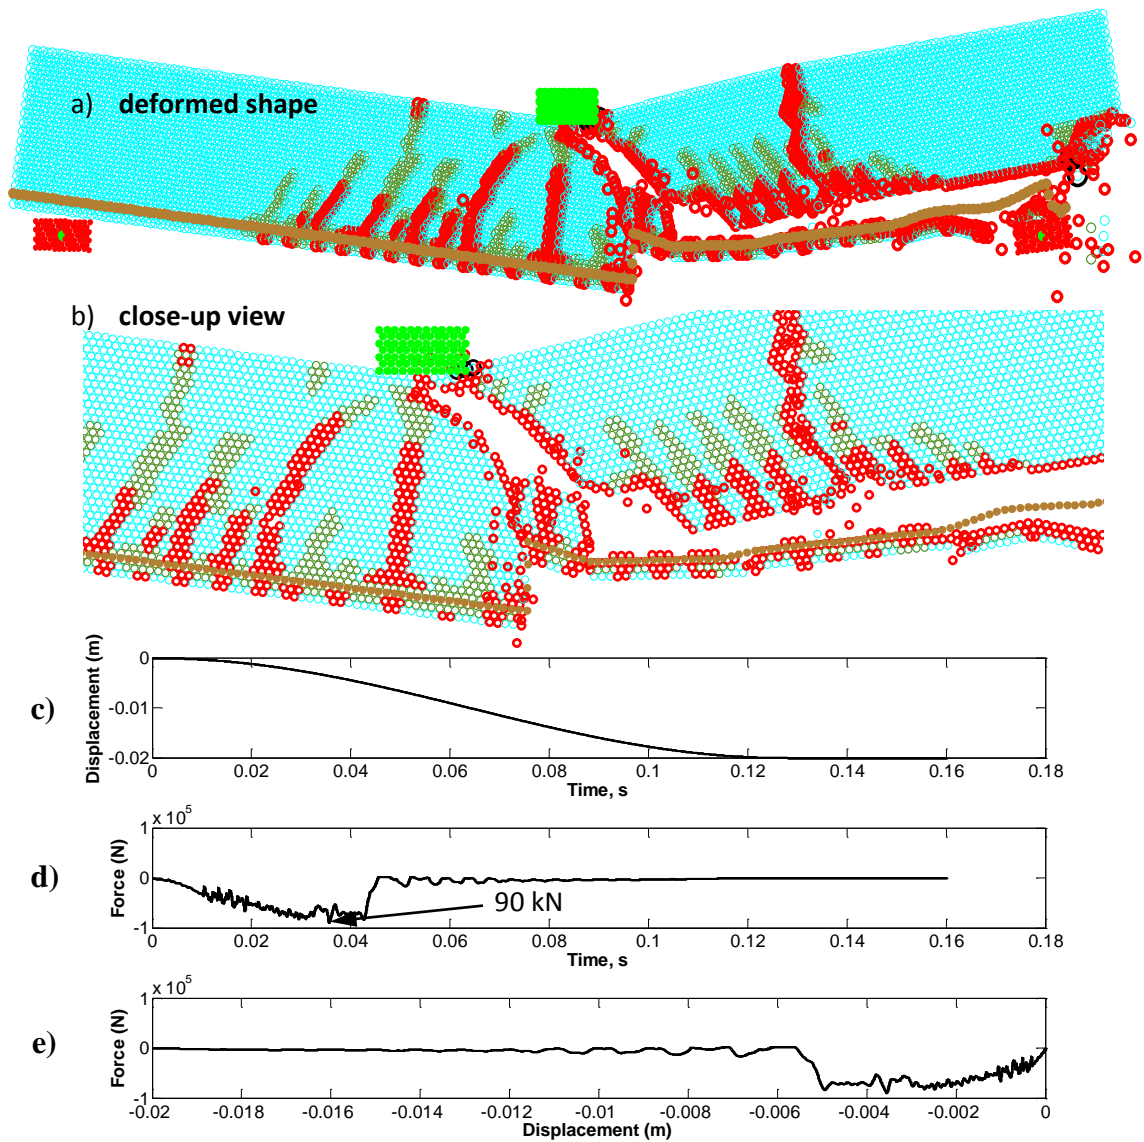 a) deformed shape
b) close-up view
c)
Displacement (m)
0
-0.01
-0.02
0 0.02 0.04 0.06 0.08 0.1 0.12 0.14 0.16 0.18
Time, s
d)
Force (N)
x 10^5
1
0
-1
90 kN
0 0.02 0.04 0.06 0.08 0.1 0.12 0.14 0.16 0.18
Time, s
e)
Force (N)
x 10^5
1
0
-1
-0.02 -0.018 -0.016 -0.014 -0.012 -0.01 -0.008 -0.006 -0.004 -0.002 0
Displacement (m)